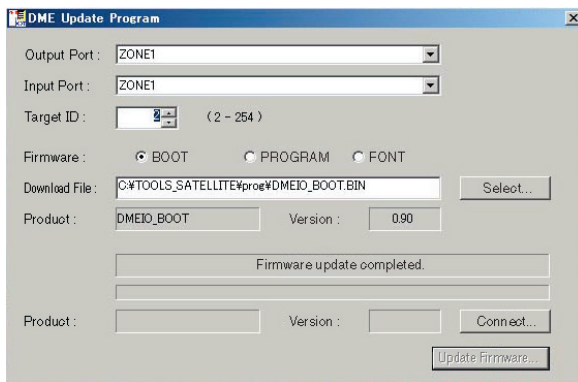 DME Update Program
Output Port : ZONE1
Input Port : ZONE1
Target ID : 2 ( 2 - 254 )
Firmware : BOOT PROGRAM FONT
Download File : C:¥TOOLS_SATELLITE¥prog¥DMEIO_BOOT.BIN Select...
Product : DMEIO_BOOT Version : 0.90
Firmware update completed.
Product : Version : Connect...
Update Firmware...